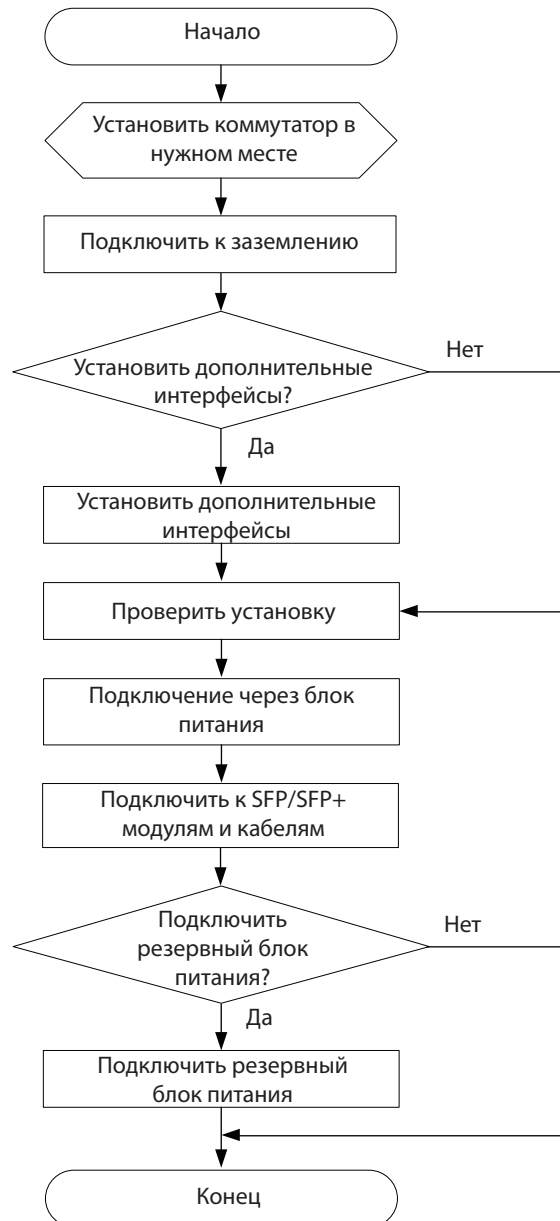 Начало
Установить коммутатор в
нужном месте
Подключить к заземлению
Установить дополнительные
интерфейсы?
Нет
Да
Установить дополнительные
интерфейсы
Проверить установку
Подключение через блок
питания
Подключить к SFP/SFP+
модулям и кабелям
Подключить
резервный блок
питания?
Нет
Да
Подключить резервный
блок питания
Конец